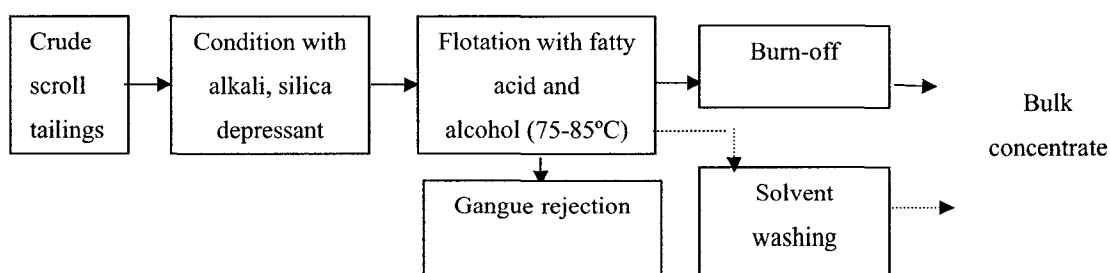 Crude
scroll
tailings
Condition with
alkali, silica
depressant
Flotation with fatty
acid and
alcohol (75-85ºC)
Burn-off
Bulk
concentrate
Gangue rejection
Solvent
washing